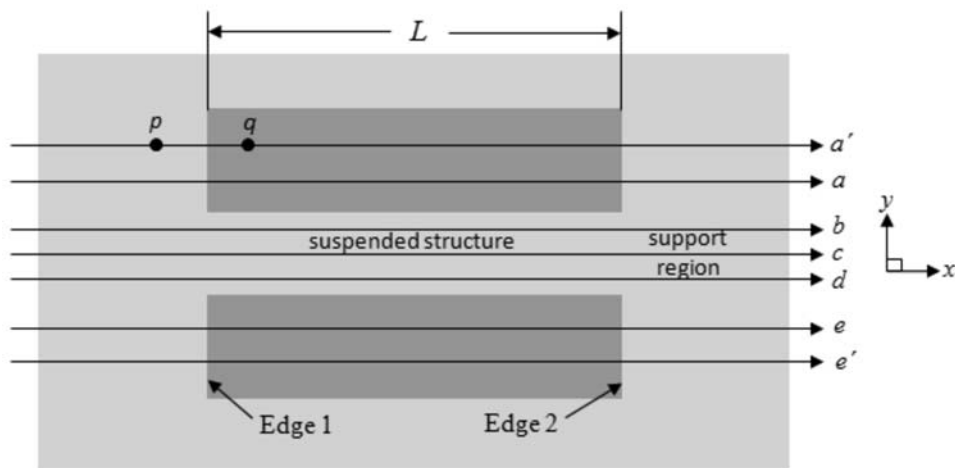 L
p
q
a′
a
b
y
suspended structure
support
c
x
region
d
e
e′
Edge 1
Edge 2